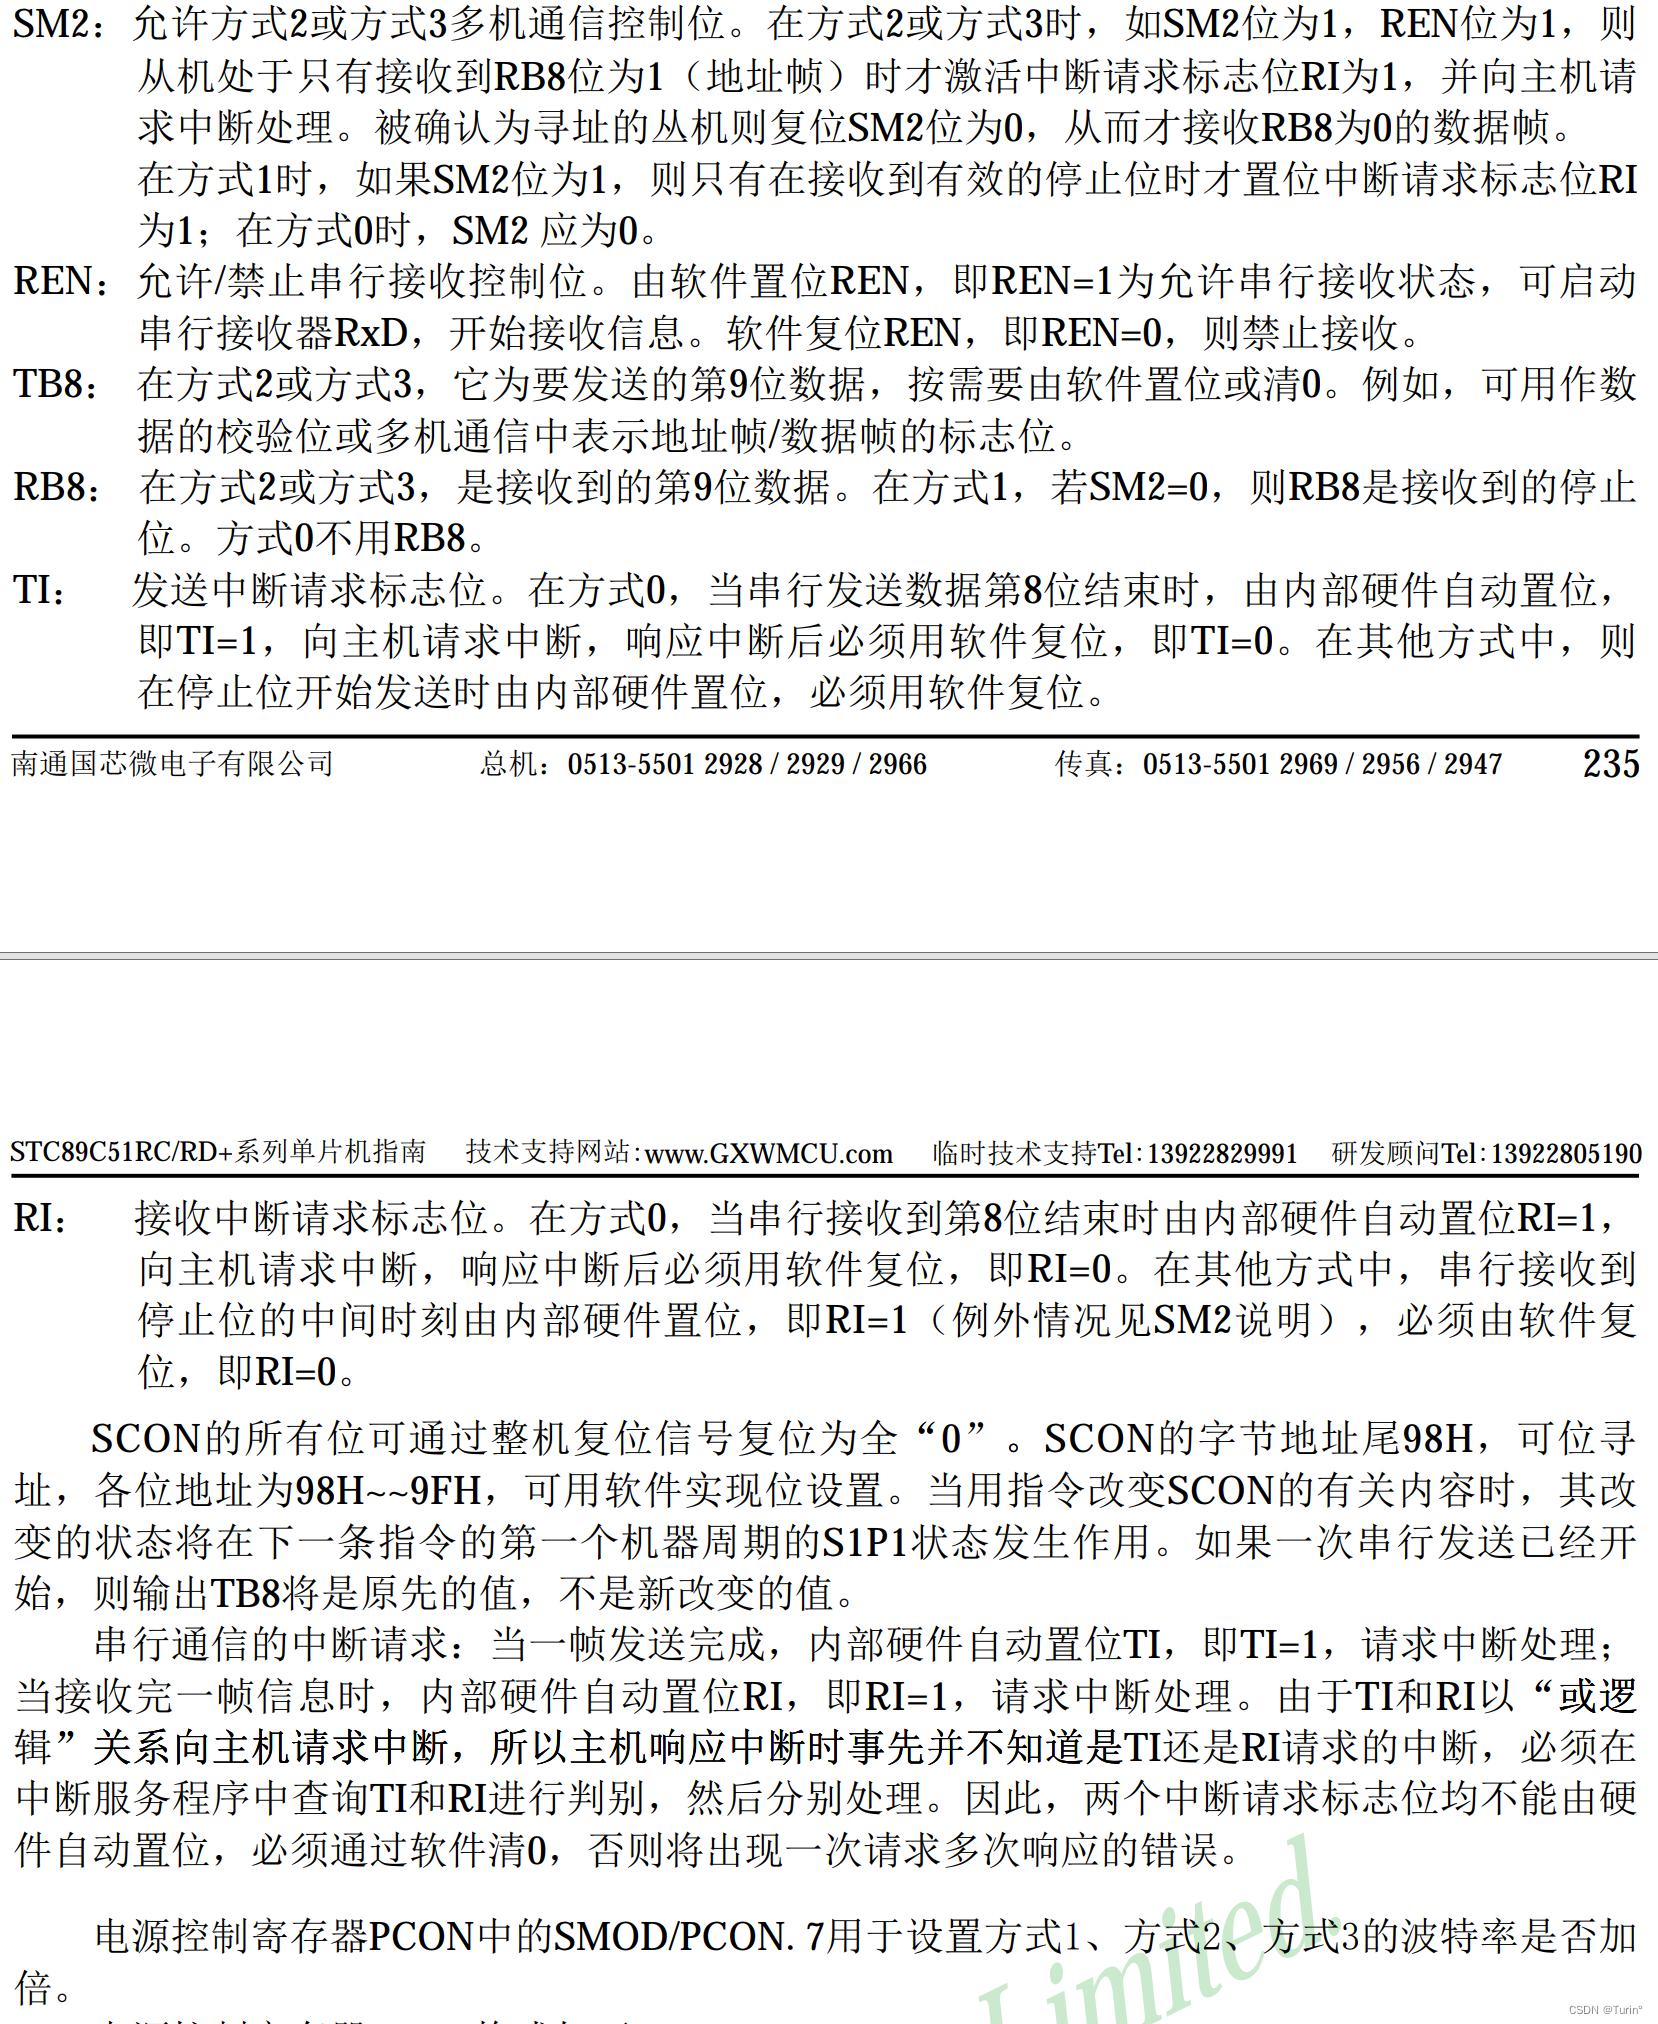 SM2：允许方式2或方式3多机通信控制位。在方式2或方式3时，如SM2位为1，REN位为1，则
从机处于只有接收到RB8位为1（地址帧）时才激活中断请求标志位RI为1，并向主机请
求中断处理。被确认为寻址的丛机则复位SM2位为0，从而才接收RB8为0的数据帧。
在方式1时，如果SM2位为1，则只有在接收到有效的停止位时才置位中断请求标志位RI
为1；在方式0时，SM2 应为0。
REN：允许/禁止串行接收控制位。由软件置位REN，即REN=1为允许串行接收状态，可启动
串行接收器RxD，开始接收信息。软件复位REN，即REN=0，则禁止接收。
TB8：在方式2或方式3，它为要发送的第9位数据，按需要由软件置位或清0。例如，可用作数
据的校验位或多机通信中表示地址帧/数据帧的标志位。
RB8：在方式2或方式3，是接收到的第9位数据。在方式1，若SM2=0，则RB8是接收到的停止
位。方式0不用RB8。
TI：发送中断请求标志位。在方式0，当串行发送数据第8位结束时，由内部硬件自动置位，
即TI=1，向主机请求中断，响应中断后必须用软件复位，即TI=0。在其他方式中，则
在停止位开始发送时由内部硬件置位，必须用软件复位。
南通国芯微电子有限公司 总机：0513-5501 2928 / 2929 / 2966 传真：0513-5501 2969 / 2956 / 2947 235
STC89C51RC/RD+系列单片机指南 技术支持网站:www.GXWMCU.com 临时技术支持Tel:13922829991 研发顾问Tel:13922805190
RI：接收中断请求标志位。在方式0，当串行接收到第8位结束时由内部硬件自动置位RI=1，
向主机请求中断，响应中断后必须用软件复位，即RI=0。在其他方式中，串行接收到
停止位的中间时刻由内部硬件置位，即RI=1（例外情况见SM2说明），必须由软件复
位，即RI=0。
SCON的所有位可通过整机复位信号复位为全“0”。SCON的字节地址尾98H，可位寻
址，各位地址为98H~~9FH，可用软件实现位设置。当用指令改变SCON的有关内容时，其改
变的状态将在下一条指令的第一个机器周期的S1P1状态发生作用。如果一次串行发送已经开
始，则输出TB8将是原先的值，不是新改变的值。
串行通信的中断请求：当一帧发送完成，内部硬件自动置位TI，即TI=1，请求中断处理；
当接收完一帧信息时，内部硬件自动置位RI，即RI=1，请求中断处理。由于TI和RI以“或逻
辑”关系向主机请求中断，所以主机响应中断时事先并不知道是TI还是RI请求的中断，必须在
中断服务程序中查询TI和RI进行判别，然后分别处理。因此，两个中断请求标志位均不能由硬
件自动置位，必须通过软件清0，否则将出现一次请求多次响应的错误。
电源控制寄存器PCON中的SMOD/PCON. 7用于设置方式1、方式2、方式3的波特率是否加
倍。
Limited.
CSDN @Turin°